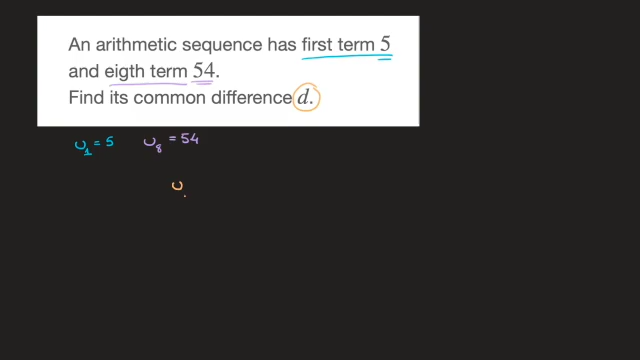 An arithmetic sequence has first term 5
and eigth term 54.
Find its common difference d.
U₁ = 5 U₈ = 54
U